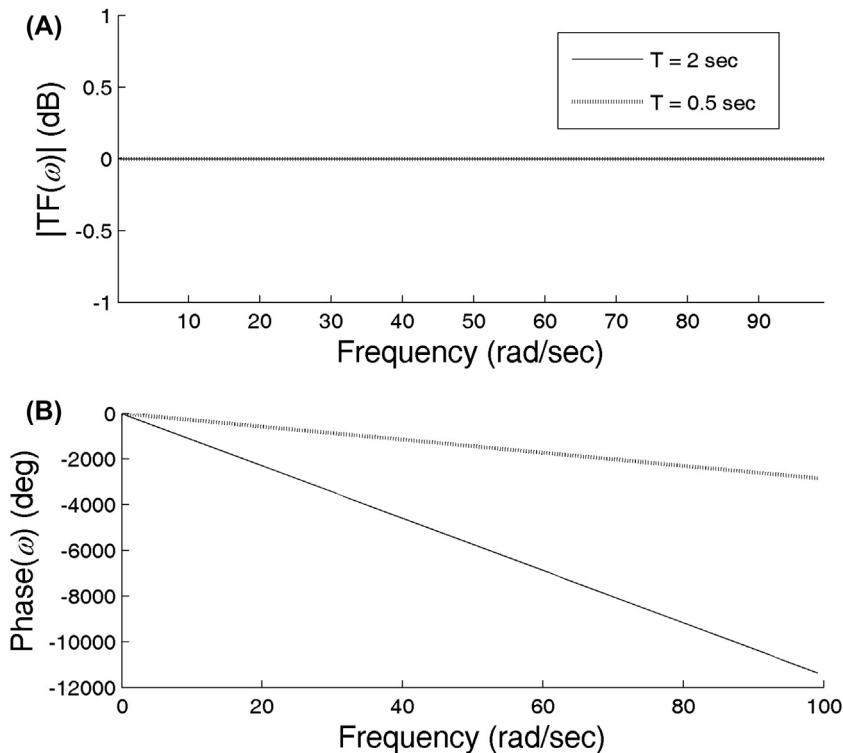 (A)
1
0.5
0
-0.5
-1
|TF(ω)| (dB)
T = 2 sec
T = 0.5 sec
10 20 30 40 50 60 70 80 90
Frequency (rad/sec)
(B)
0
-2000
-4000
-6000
-8000
-10000
-12000
Phase(ω) (deg)
0 20 40 60 80 100
Frequency (rad/sec)